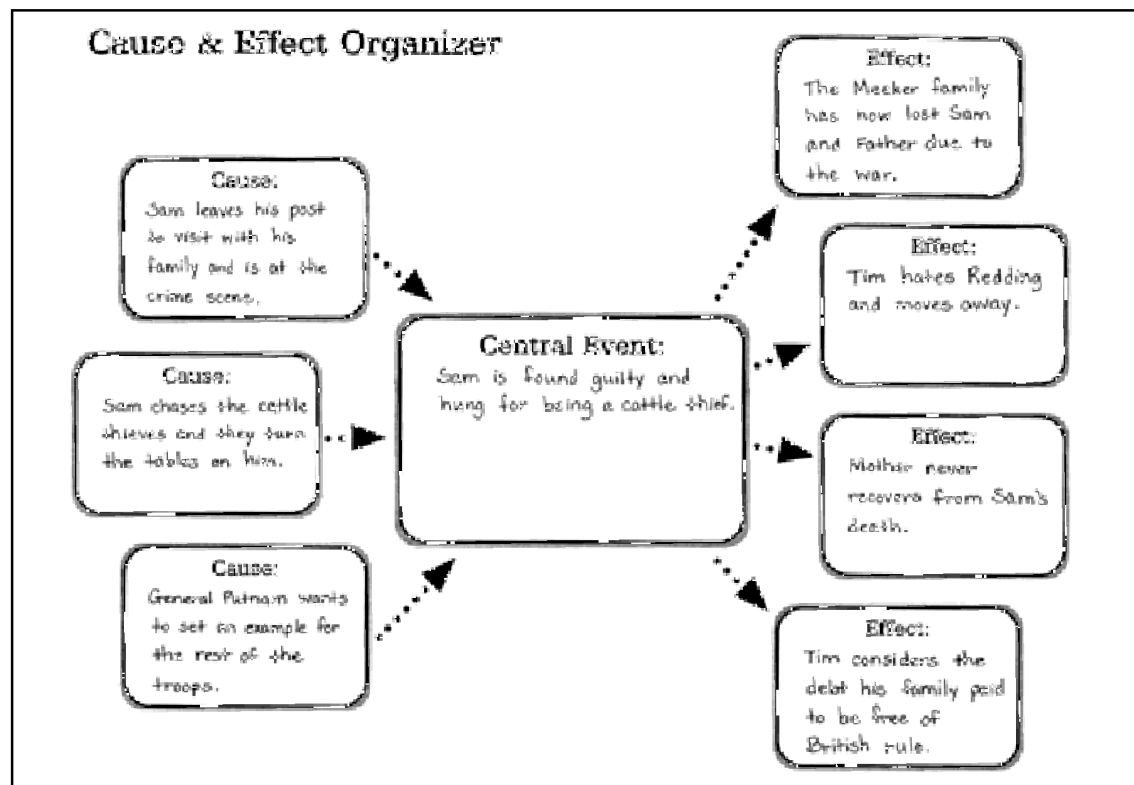 Cause & Effect Organizer
Cause:
Sam leaves his post
to visit with his
family and is at the
crime scene.
Cause:
Sam chases the cattle
thieves and they turn
the tables on him.
Cause:
General Putnam wants
to set an example for
the rest of the
troops.
Central Event:
Sam is found guilty and
hung for being a cattle thief.
Effect:
The Meeker family
has now lost Sam
and Father due to
the war.
Effect:
Tim hates Redding
and moves away.
Effect:
Mother never
recovers from Sam's
death.
Effect:
Tim considers the
debt his family paid
to be free of
British rule.